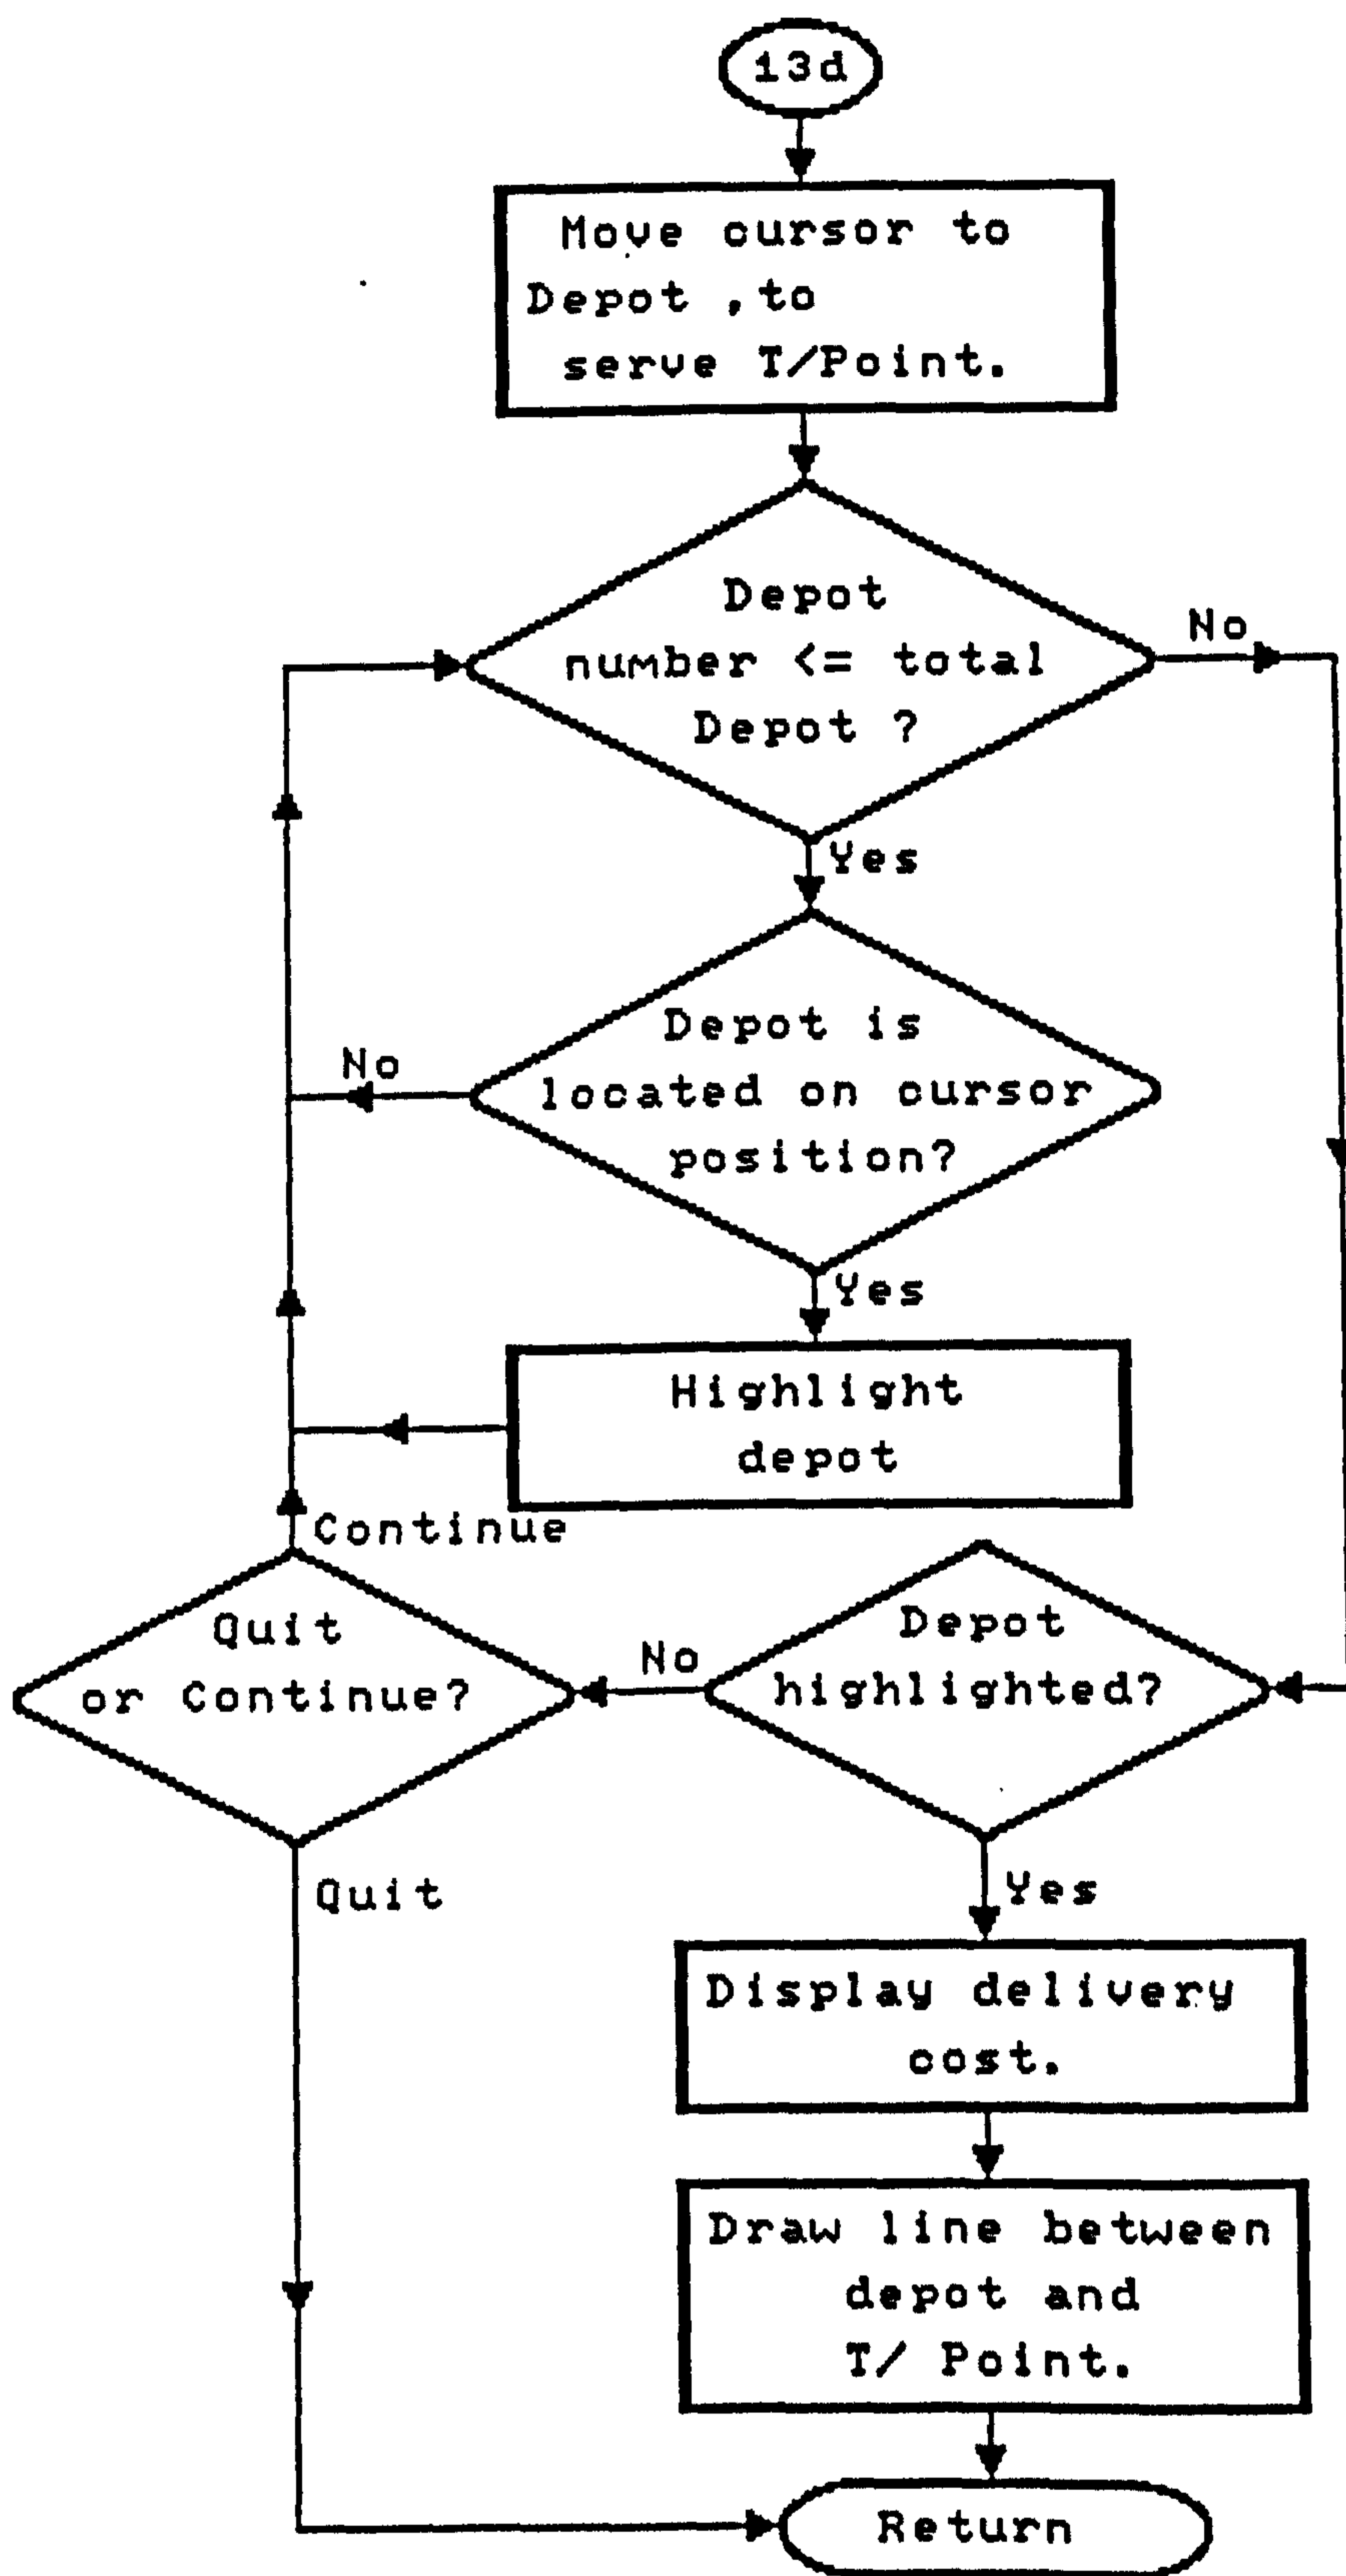 13d
Move cursor to
Depot ,to
serve T/Point.
Depot
number <= total
Depot ?
No
Yes
Depot is
located on cursor
position?
No
Yes
Highlight
depot
Continue
Quit
or Continue?
No
Depot
highlighted?
Quit
Yes
Display delivery
cost.
Draw line between
depot and
T/ Point.
Return